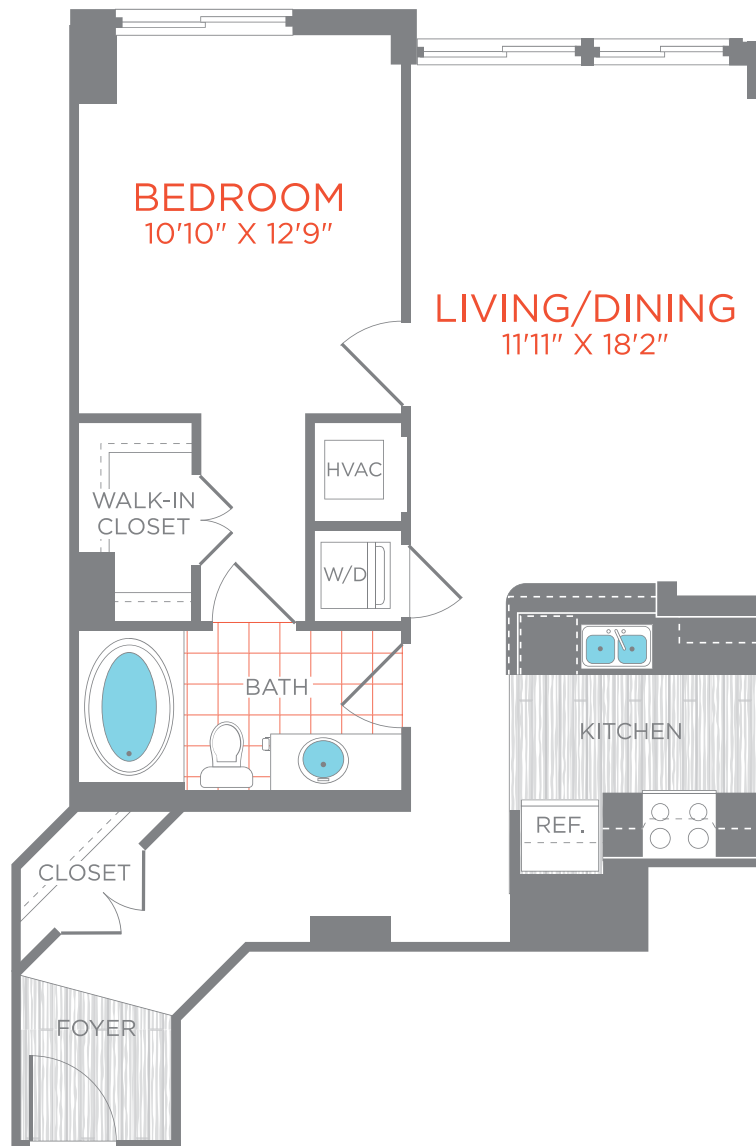 BEDROOM
10'10" X 12'9"
LIVING/DINING
11'11" X 18'2"
HVAC
WALK-IN
CLOSET
W/D
BATH
KITCHEN
REF.
CLOSET
FOYER